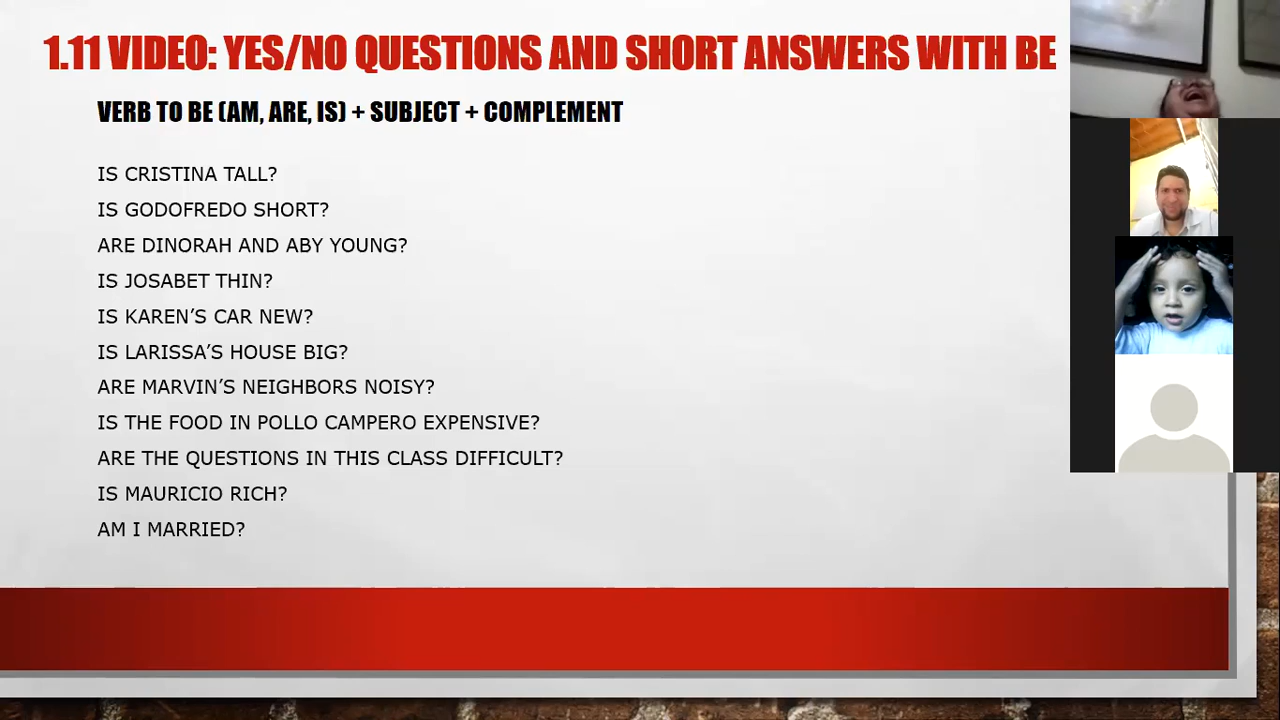 1.11 VIDEO: YES/NO QUESTIONS AND SHORT ANSWERS WITH BE
VERB TO BE (AM, ARE, IS) + SUBJECT + COMPLEMENT
IS CRISTINA TALL?
IS GODOFREDO SHORT?
ARE DINORAH AND ABY YOUNG?
IS JOSABET THIN?
IS KAREN’S CAR NEW?
IS LARISSA’S HOUSE BIG?
ARE MARVIN’S NEIGHBORS NOISY?
IS THE FOOD IN POLLO CAMPERO EXPENSIVE?
ARE THE QUESTIONS IN THIS CLASS DIFFICULT?
IS MAURICIO RICH?
AM I MARRIED?